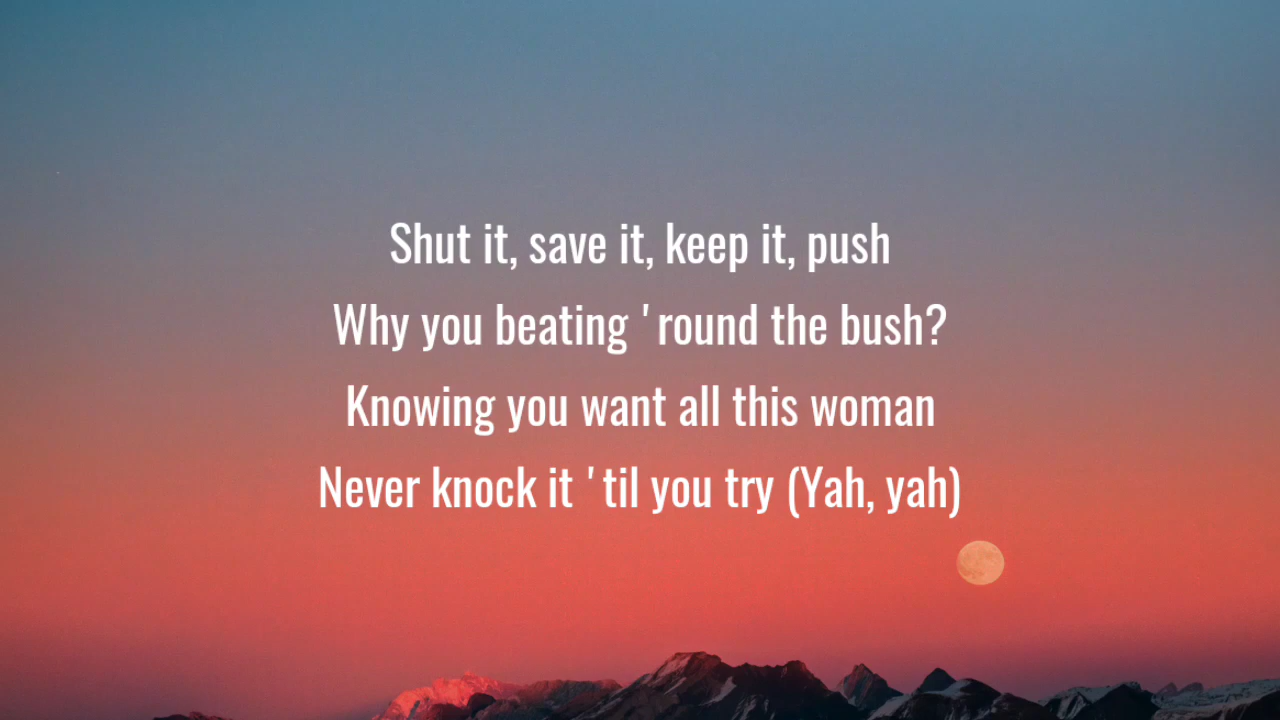 Shut it, save it, keep it, push
Why you beating 'round the bush?
Knowing you want all this woman
Never knock it 'til you try (Yah, yah)